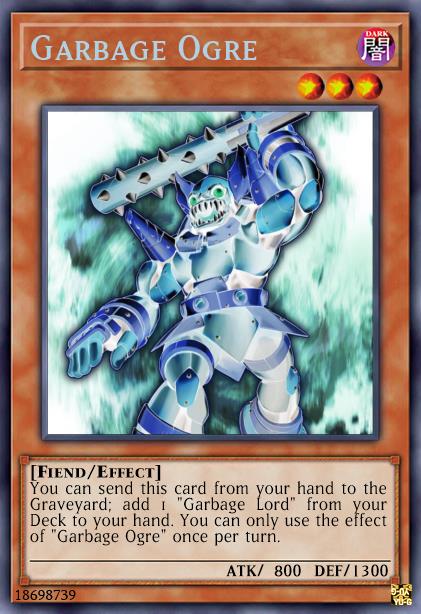 Garbage Ogre
DARK
闇
[Fiend/Effect]
You can send this card from your hand to the
Graveyard; add 1 "Garbage Lord" from your
Deck to your hand. You can only use the effect
of "Garbage Ogre" once per turn.
ATK/ 800 DEF/1300
18698739